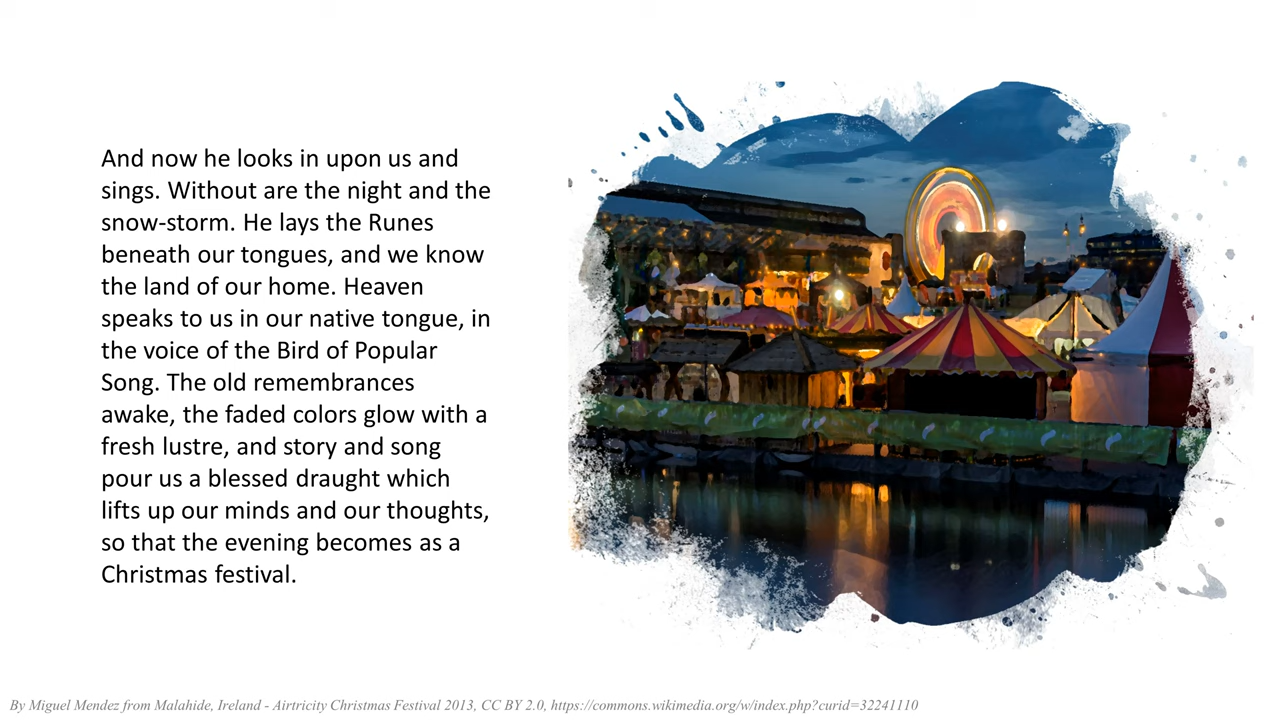 And now he looks in upon us and
sings. Without are the night and the
snow-storm. He lays the Runes
beneath our tongues, and we know
the land of our home. Heaven
speaks to us in our native tongue, in
the voice of the Bird of Popular
Song. The old remembrances
awake, the faded colors glow with a
fresh lustre, and story and song
pour us a blessed draught which
lifts up our minds and our thoughts,
so that the evening becomes as a
Christmas festival.
By Miguel Mendez from Malahide, Ireland - Airtricity Christmas Festival 2013, CC BY 2.0, https://commons.wikimedia.org/w/index.php?curid=32241110